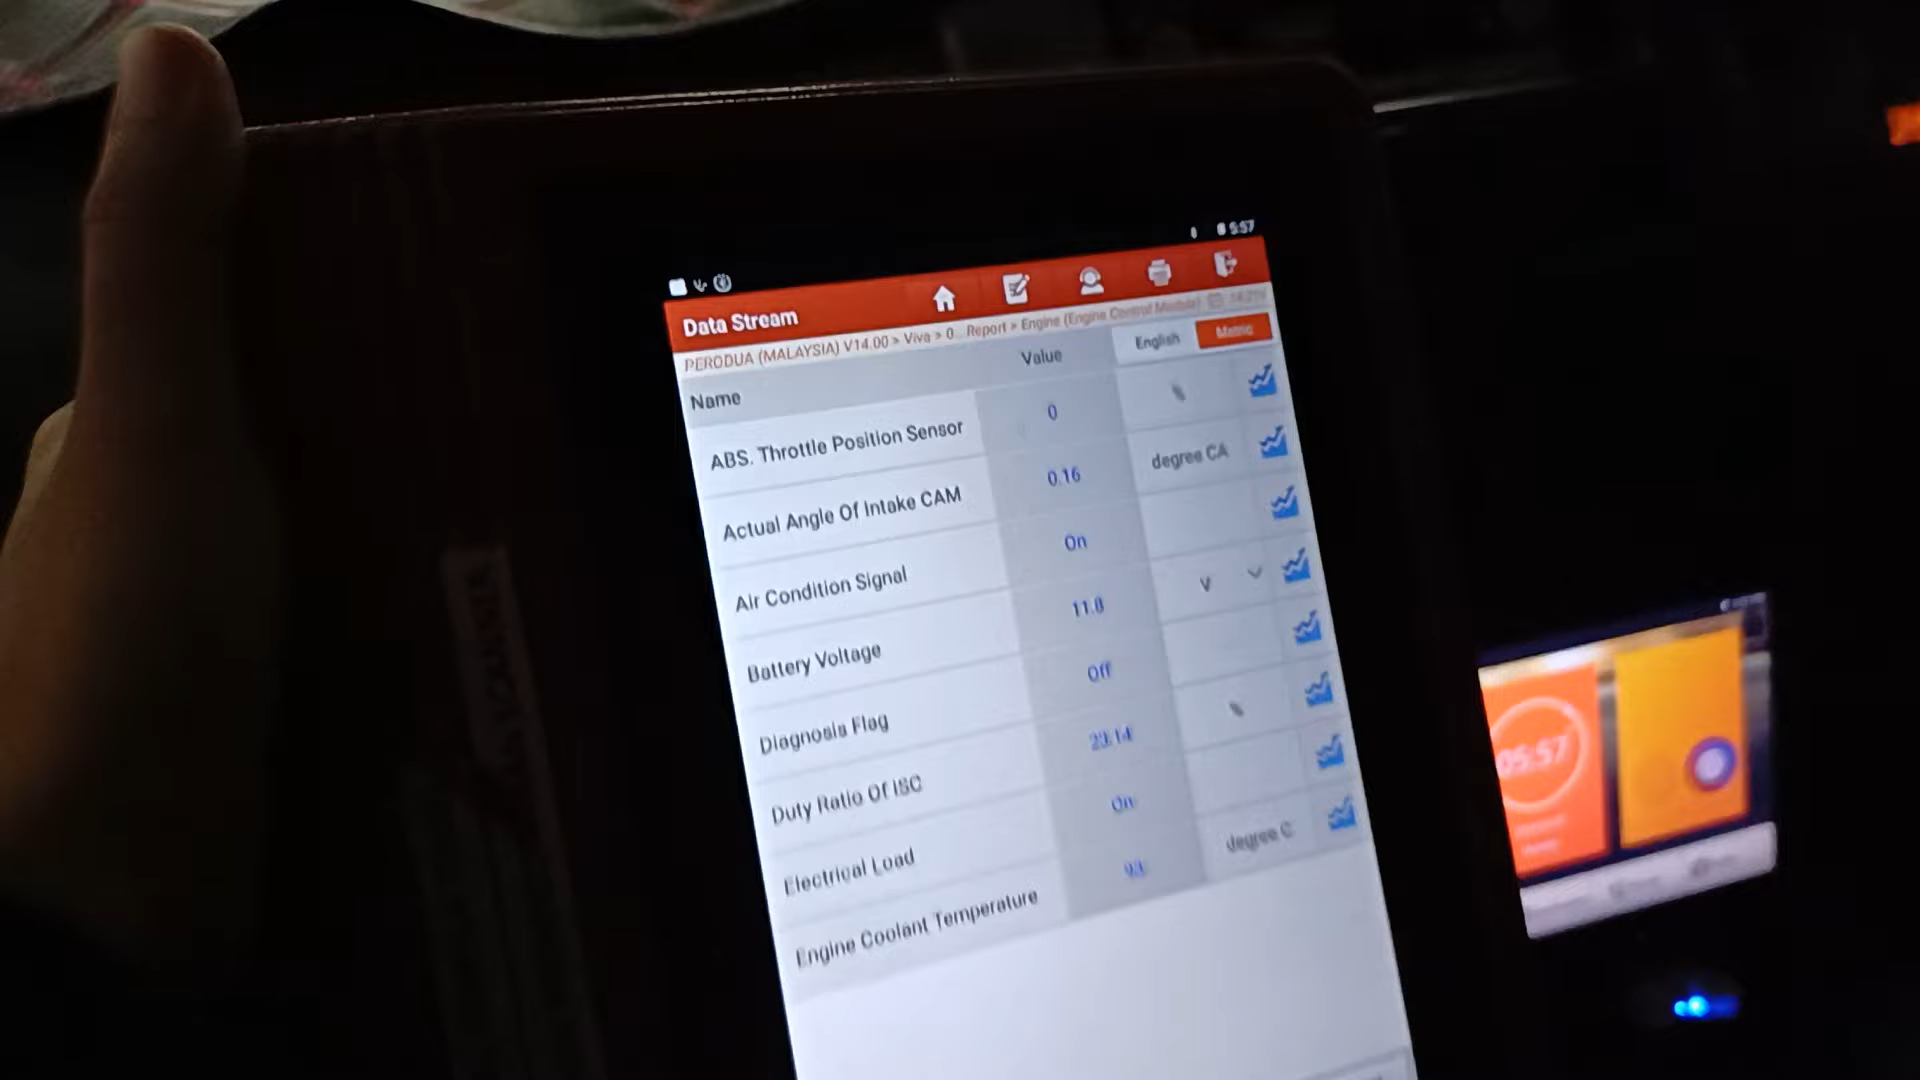 5:57
Data Stream
PERODUA (MALAYSIA) V14.00 > Viva > 0... Report > Engine (Engine Control Module)
Name Value English Metric
ABS. Throttle Position Sensor 0 %
Actual Angle Of Intake CAM 0.16 degree CA
Air Condition Signal On
Battery Voltage 11.8 V
Diagnosis Flag Off
Duty Ratio Of ISC 23.14 %
Electrical Load On
Engine Coolant Temperature 93 degree C
05:57